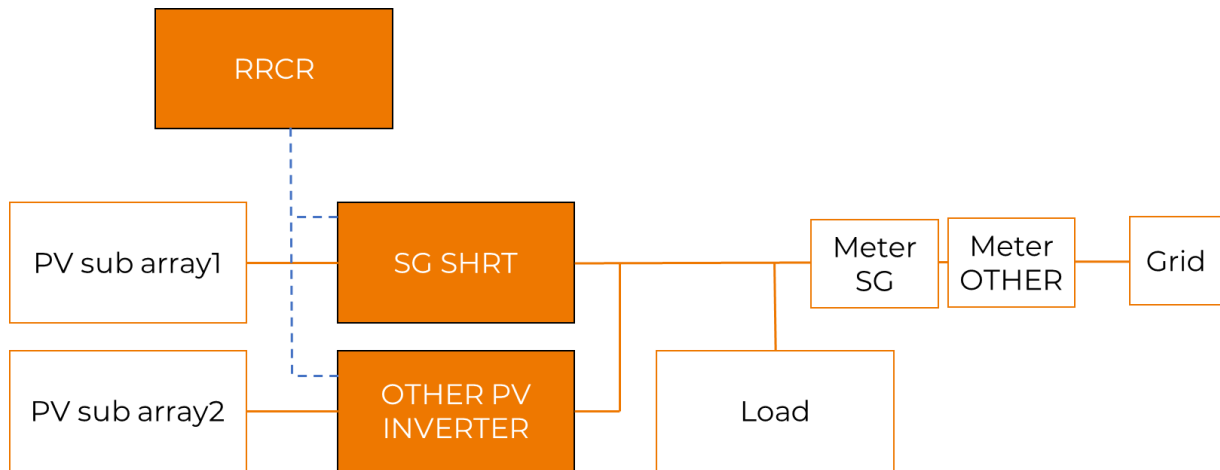 RRCR
PV sub array1
SG SHRT
Meter
SG
Meter
OTHER
Grid
PV sub array2
OTHER PV
INVERTER
Load